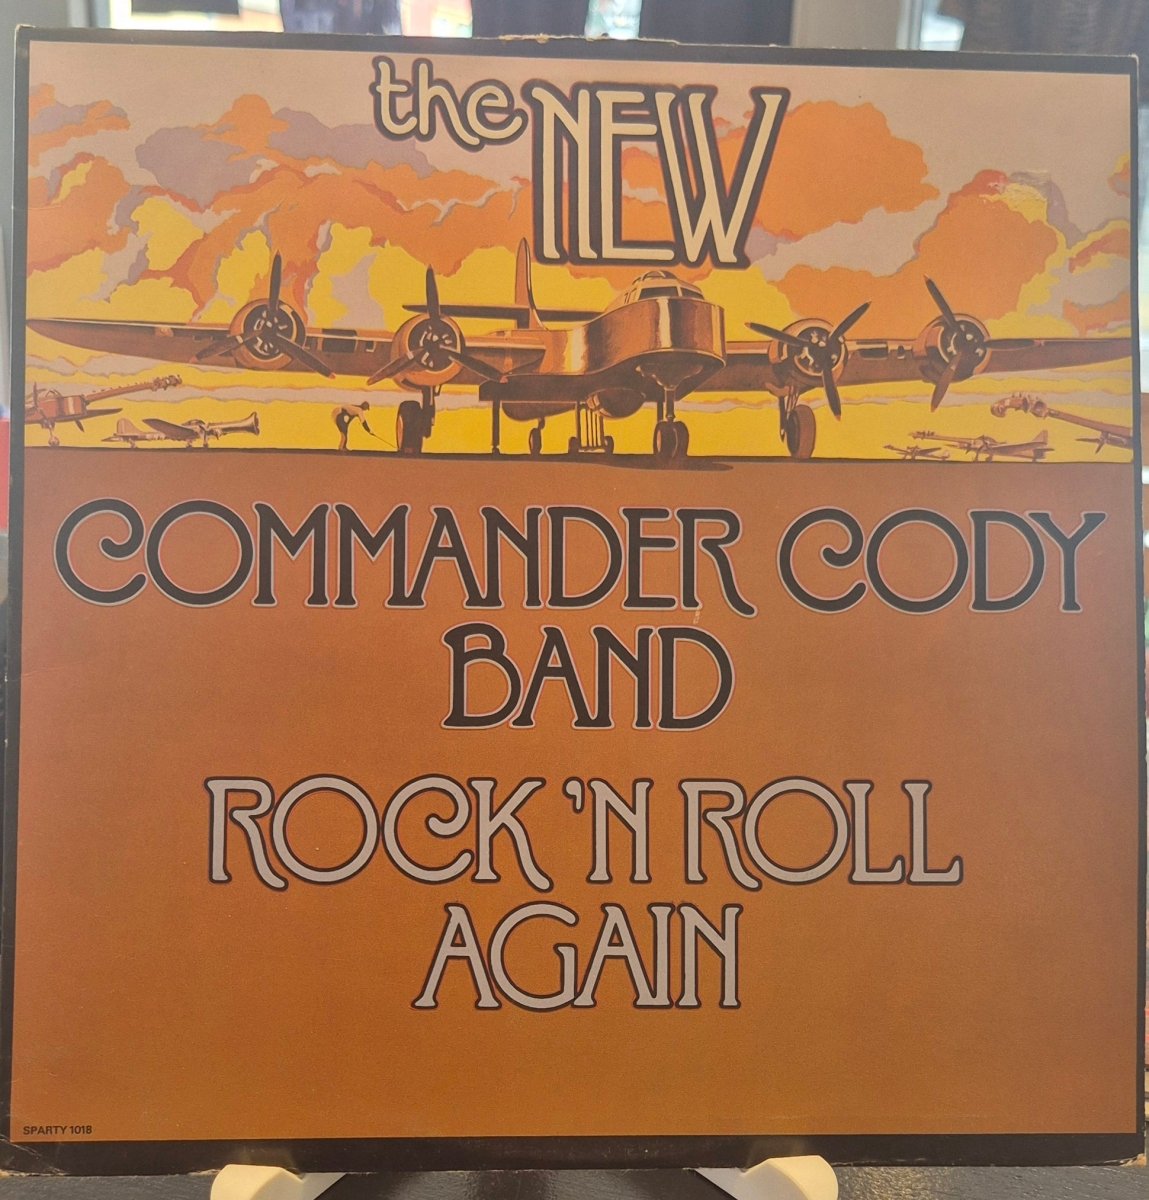 the NEW
COMMANDER CODY
BAND
ROCK 'N ROLL
AGAIN
SPARTY 1018